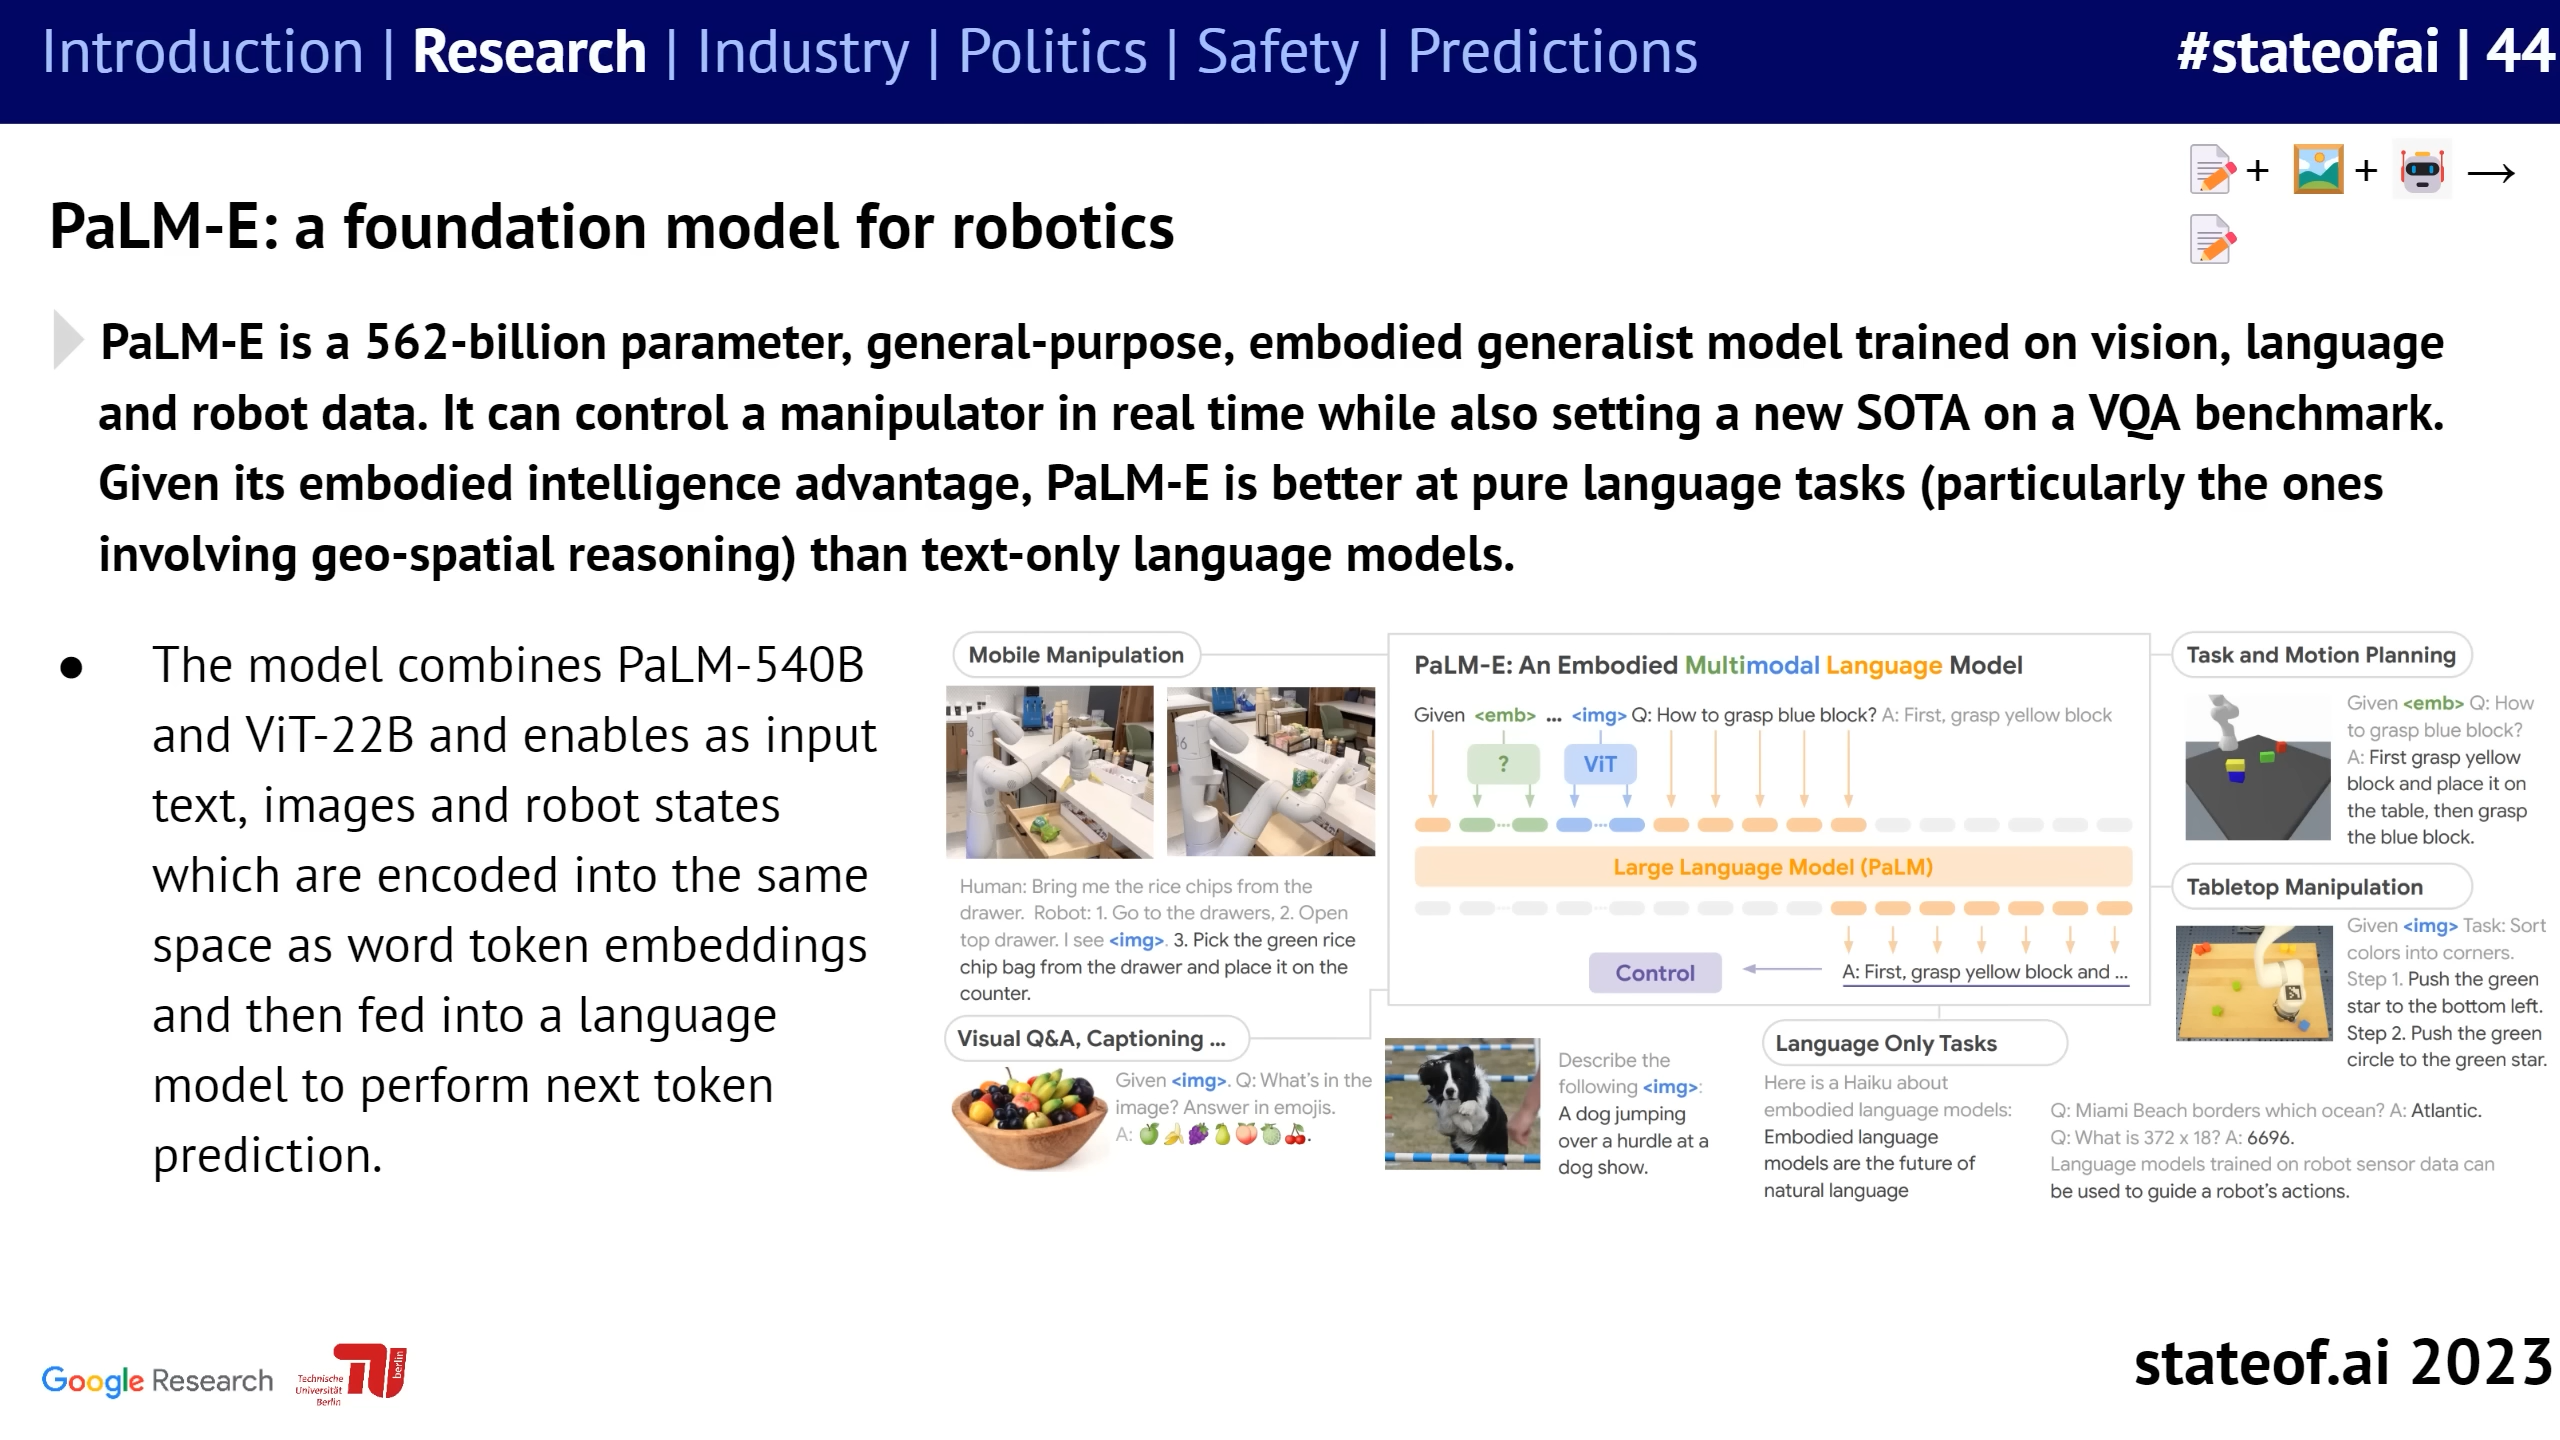 Introduction | Research | Industry | Politics | Safety | Predictions
#stateofai | 44
PaLM-E: a foundation model for robotics
PaLM-E is a 562-billion parameter, general-purpose, embodied generalist model trained on vision, language
and robot data. It can control a manipulator in real time while also setting a new SOTA on a VQA benchmark.
Given its embodied intelligence advantage, PaLM-E is better at pure language tasks (particularly the ones
involving geo-spatial reasoning) than text-only language models.
● The model combines PaLM-540B
and ViT-22B and enables as input
text, images and robot states
which are encoded into the same
space as word token embeddings
and then fed into a language
model to perform next token
prediction.
Mobile Manipulation
Human: Bring me the rice chips from the
drawer. Robot: 1. Go to the drawers, 2. Open
top drawer. I see <img>. 3. Pick the green rice
chip bag from the drawer and place it on the
counter.
Visual Q&A, Captioning ...
Given <img>. Q: What's in the
image? Answer in emojis.
A: 🍏🍌🍇🍐🍑🍈🍒.
PaLM-E: An Embodied Multimodal Language Model
Given <emb> ... <img> Q: How to grasp blue block? A: First, grasp yellow block
?
ViT
Large Language Model (PaLM)
Control
A: First, grasp yellow block and ...
Describe the
following <img>:
A dog jumping
over a hurdle at a
dog show.
Language Only Tasks
Here is a Haiku about
embodied language models:
Embodied language
models are the future of
natural language
Q: Miami Beach borders which ocean? A: Atlantic.
Q: What is 372 x 18? A: 6696.
Language models trained on robot sensor data can
be used to guide a robot's actions.
Task and Motion Planning
Given <emb> Q: How
to grasp blue block?
A: First grasp yellow
block and place it on
the table, then grasp
the blue block.
Tabletop Manipulation
Given <img> Task: Sort
colors into corners.
Step 1. Push the green
star to the bottom left.
Step 2. Push the green
circle to the green star.
Google Research
Technische
Universität
Berlin
berlin
stateof.ai 2023